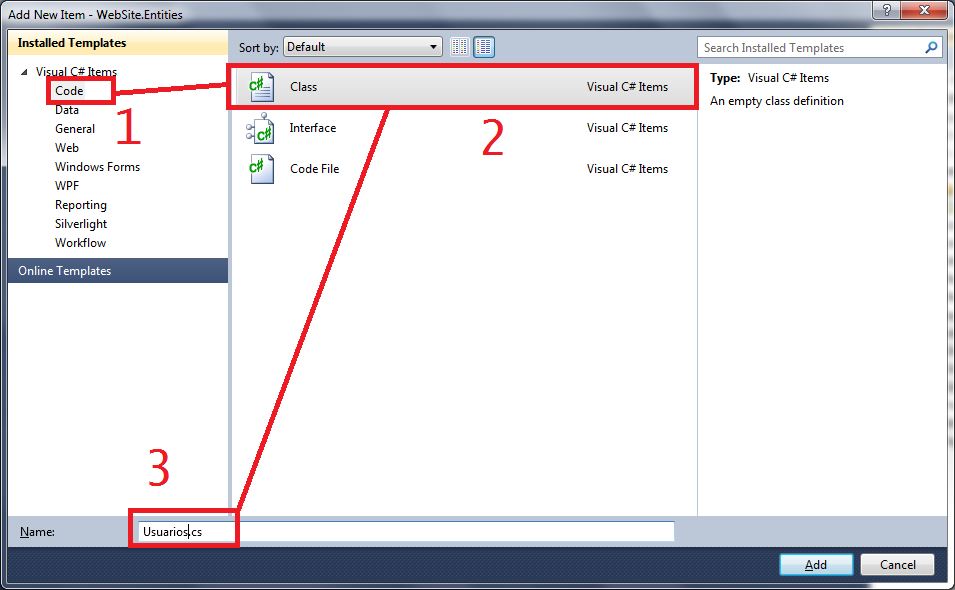 Add New Item - WebSite.Entities
Installed Templates
Visual C# Items
Code
Data
General
Web
Windows Forms
WPF
Reporting
Silverlight
Workflow
Online Templates
1
Sort by: Default
Search Installed Templates
Class Visual C# Items
Interface Visual C# Items
Code File Visual C# Items
2
Type: Visual C# Items
An empty class definition
3
Name: Usuarios.cs
Add Cancel